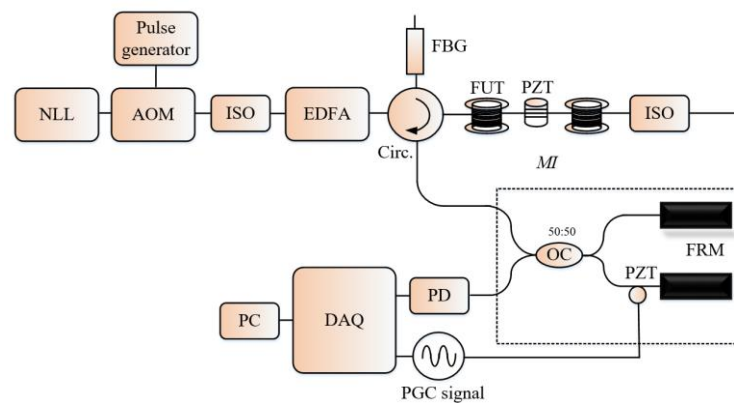 Pulse
generator
FBG
NLL
AOM
ISO
EDFA
Circ.
FUT
PZT
ISO
MI
50:50
OC
FRM
PZT
PC
DAQ
PD
PGC signal